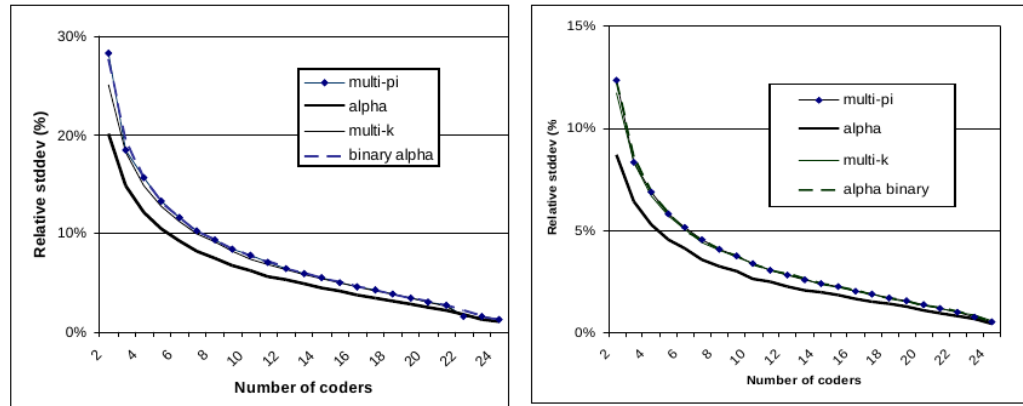 30%
20%
10%
0%
Relative stddev (%)
multi-pi
alpha
multi-k
binary alpha
2 4 6 8 10 12 14 16 18 20 22 24
Number of coders
15%
10%
5%
0%
Relative stddev (%
multi-pi
alpha
multi-k
alpha binary
2 4 6 8 10 12 14 16 18 20 22 24
Number of coders